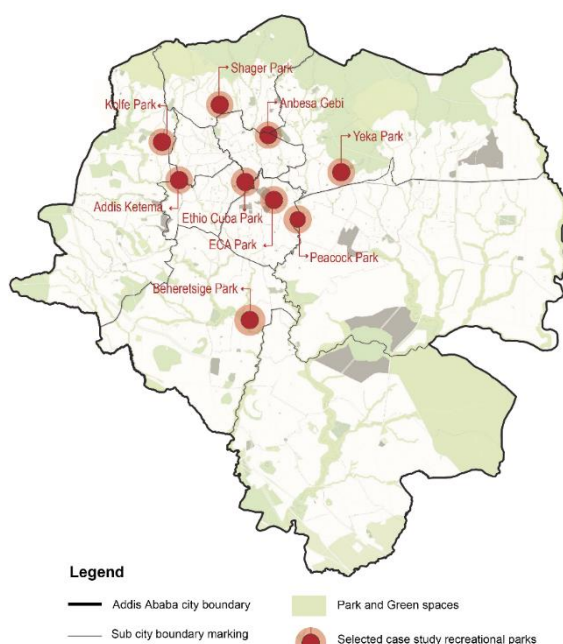 Shager Park
Kolfe Park
Anbesa Gebi
Yeka Park
Addis Ketema
Ethio Cuba Park
ECA Park
Peacock Park
Beheretsige Park
Legend
Addis Ababa city boundary
Park and Green spaces
Sub city boundary marking
Selected case study recreational parks